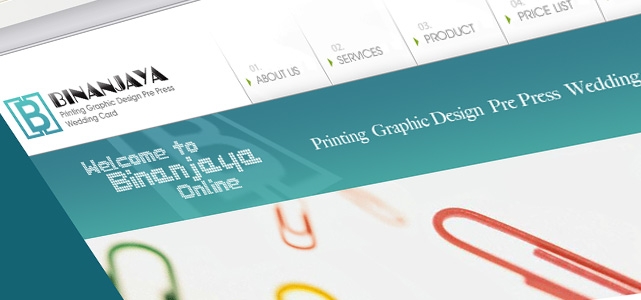 BINANJAYA
Printing Graphic Design Pre Press
Wedding Card
01.
ABOUT US
02.
SERVICES
03.
PRODUCT
04.
PRICE LIST
Printing Graphic Design Pre Press Wedding
Welcome to
Binanjaya
Online